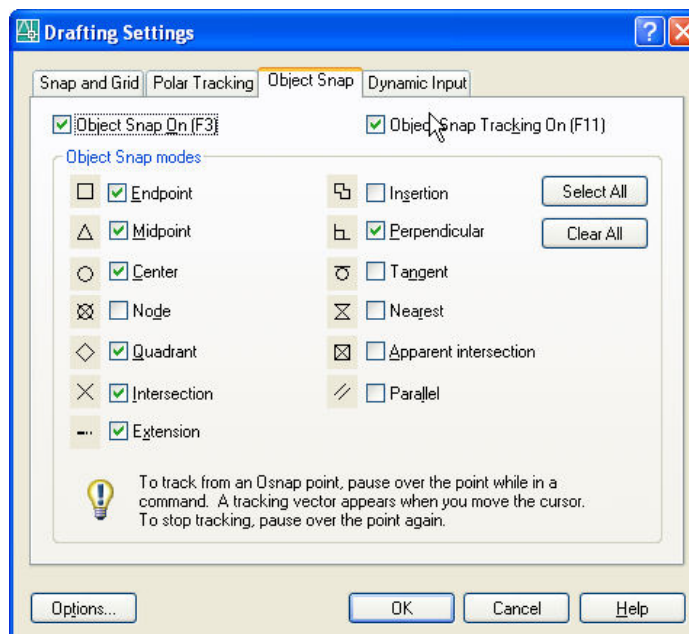 Drafting Settings
Snap and Grid Polar Tracking Object Snap Dynamic Input
Object Snap On (F3) Object Snap Tracking On (F11)
Object Snap modes
Endpoint Insertion Select All
Midpoint Perpendicular Clear All
Center Tangent
Node Nearest
Quadrant Apparent intersection
Intersection Parallel
Extension
To track from an Osnap point, pause over the point while in a
command. A tracking vector appears when you move the cursor.
To stop tracking, pause over the point again.
Options... OK Cancel Help